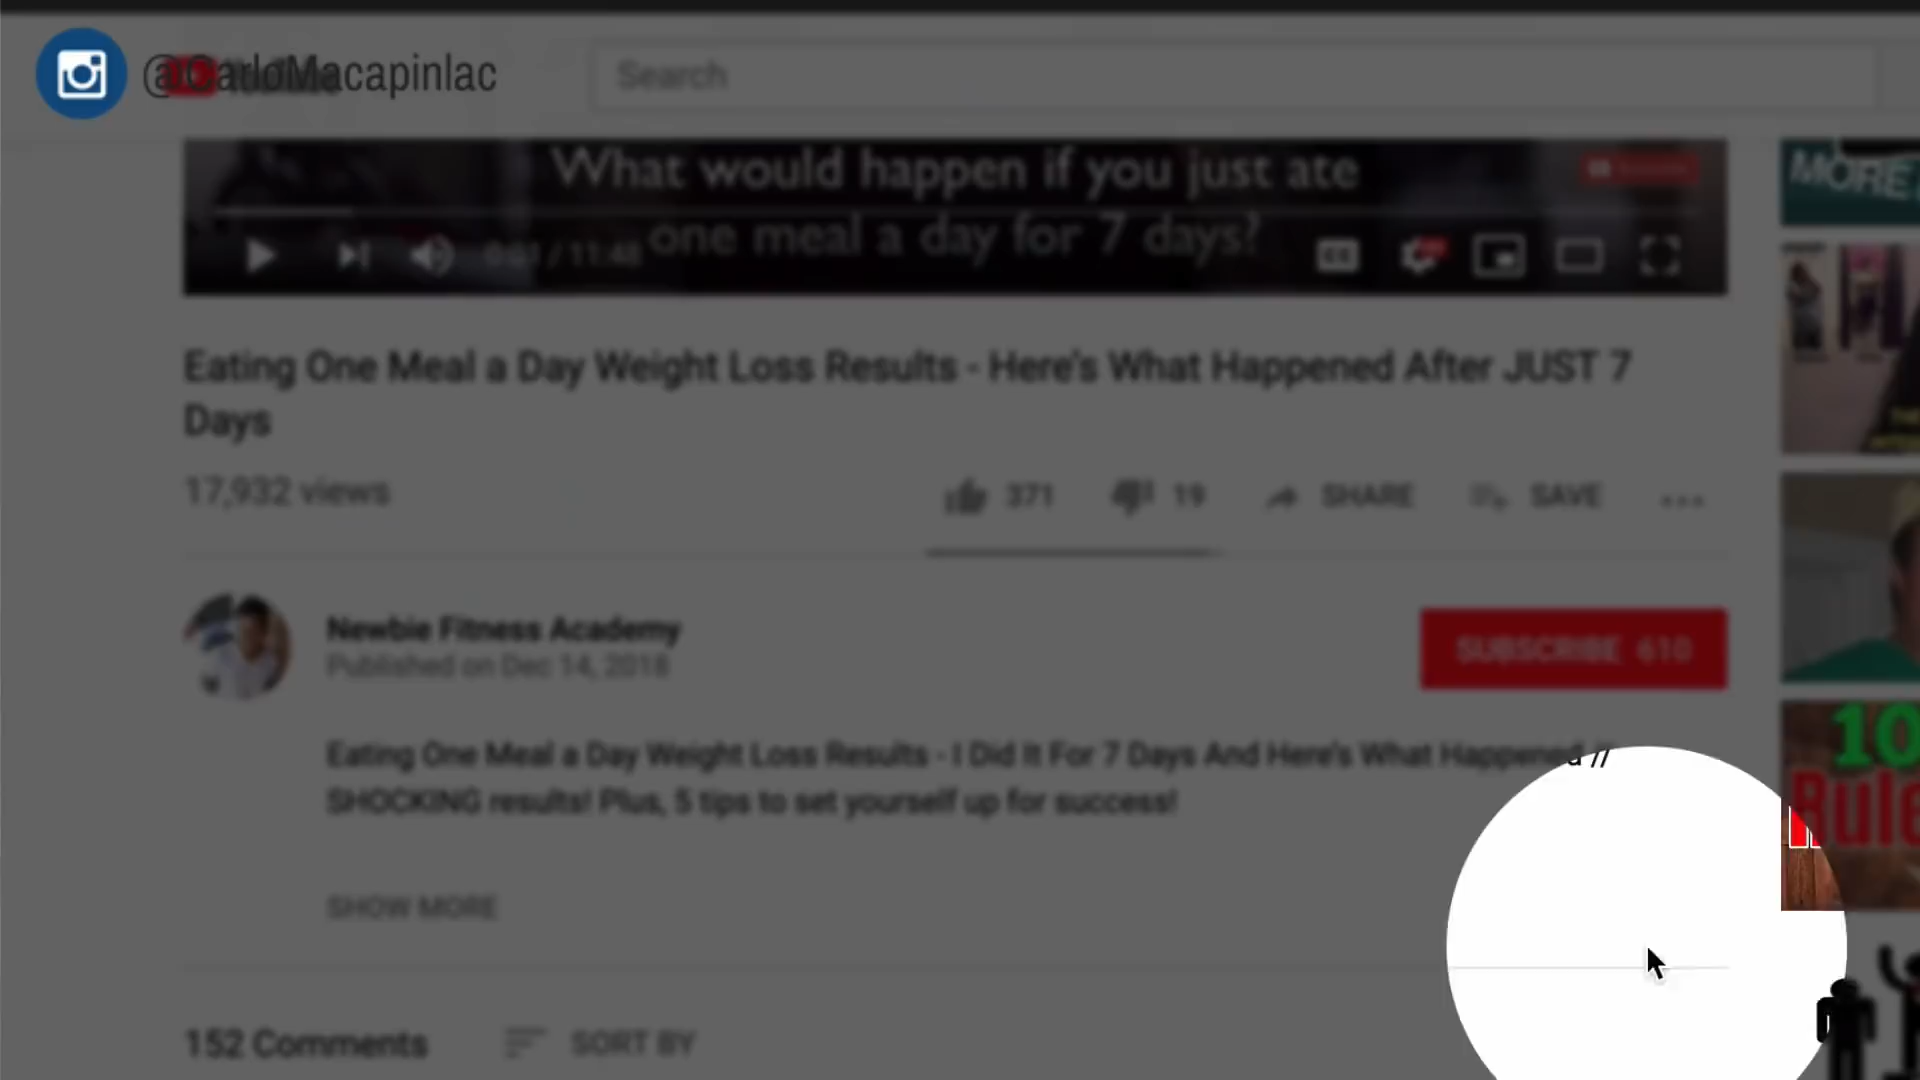 @CarloMacapinlac
Search
What would happen if you just ate
one meal a day for 7 days?
0:01 / 11:48
MORE
Eating One Meal a Day Weight Loss Results - Here's What Happened After JUST 7
Days
17,932 views
371
19
SHARE
SAVE
Newbie Fitness Academy
Published on Dec 14, 2018
SUBSCRIBE 610
Eating One Meal a Day Weight Loss Results - I Did It For 7 Days And Here's What Happened //
SHOCKING results! Plus, 5 tips to set yourself up for success!
10
Rule
SHOW MORE
152 Comments
SORT BY